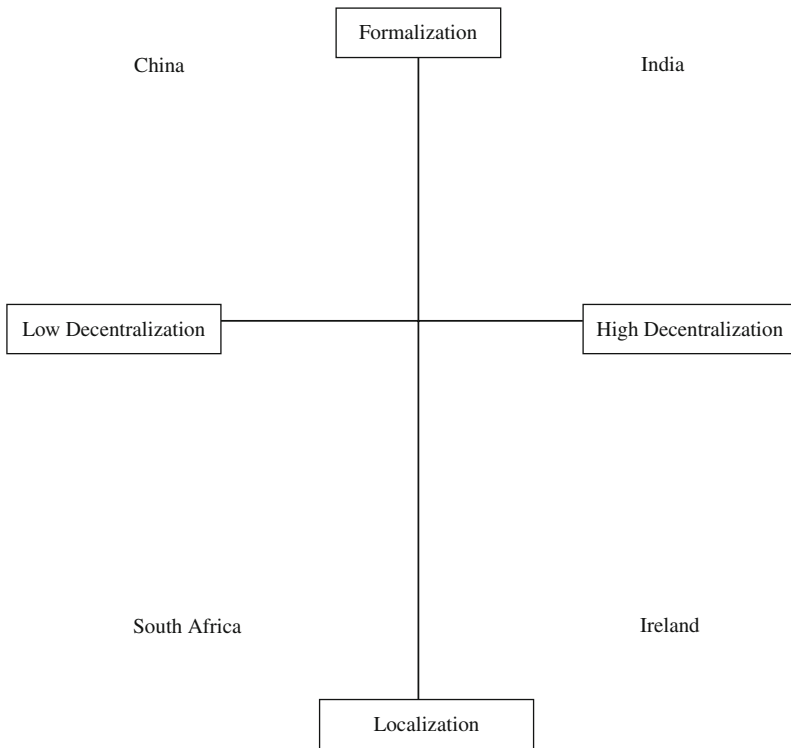 Formalization
China
India
Low Decentralization
High Decentralization
South Africa
Ireland
Localization